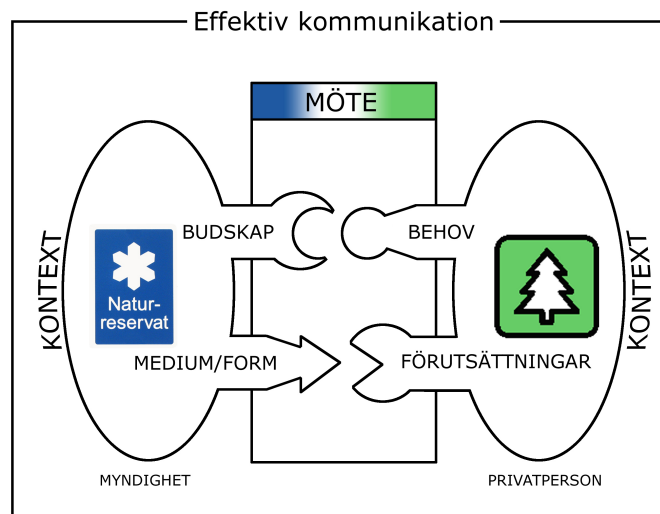 Effektiv kommunikation
MÖTE
KONTEXT
BUDSKAP
BEHOV
KONTEXT
Natur-
reservat
MEDIUM/FORM
FÖRUTSÄTTNINGAR
MYNDIGHET
PRIVATPERSON